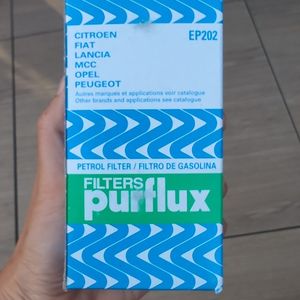 CITROEN EP202
FIAT
LANCIA
MCC
OPEL
PEUGEOT
Autres marques et applications voir catalogue
Other brands and applications see catalogue
PETROL FILTER / FILTRO DE GASOLINA
FILTERS
purflux